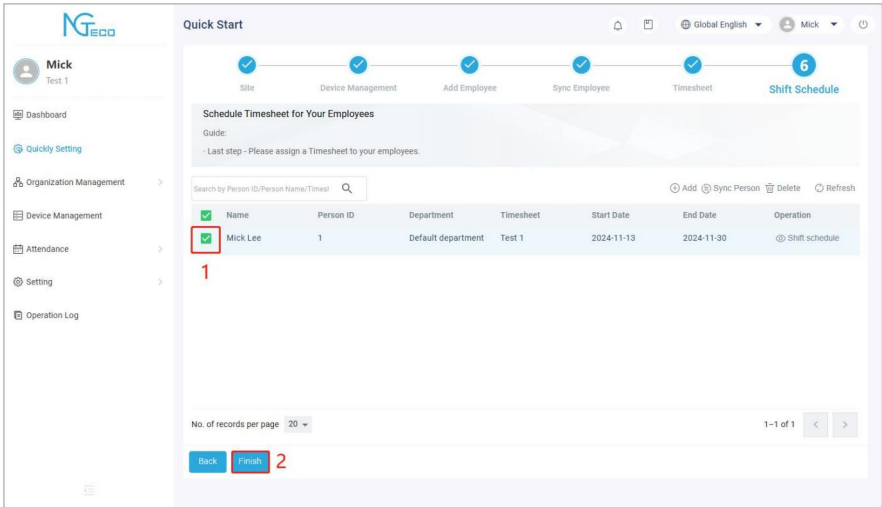 NGTECO
Quick Start
Global English
Mick
Mick
Test 1
Dashboard
Quickly Setting
Organization Management
Device Management
Attendance
Setting
Operation Log
Site
Device Management
Add Employee
Sync Employee
Timesheet
6
Shift Schedule
Schedule Timesheet for Your Employees
Guide:
· Last step - Please assign a Timesheet to your employees.
Search by Person ID/Person Name/Timesl
Add Sync Person Delete Refresh
Name Person ID Department Timesheet Start Date End Date Operation
Mick Lee 1 Default department Test 1 2024-11-13 2024-11-30 Shift schedule
1
No. of records per page 20
1–1 of 1
Back Finish 2